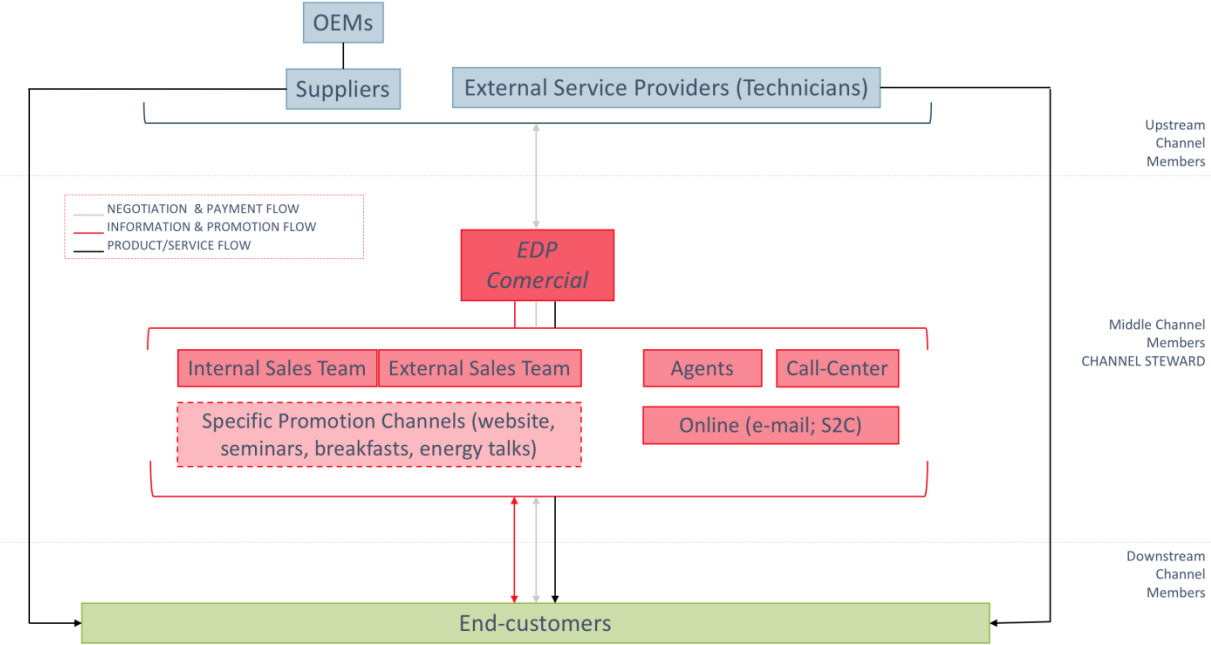 OEMs
Suppliers
External Service Providers (Technicians)
Upstream
Channel
Members
NEGOTIATION & PAYMENT FLOW
INFORMATION & PROMOTION FLOW
PRODUCT/SERVICE FLOW
EDP
Comercial
Middle Channel
Members
CHANNEL STEWARD
Internal Sales Team
External Sales Team
Agents
Call-Center
Specific Promotion Channels (website,
seminars, breakfasts, energy talks)
Online (e-mail; S2C)
Downstream
Channel
Members
End-customers